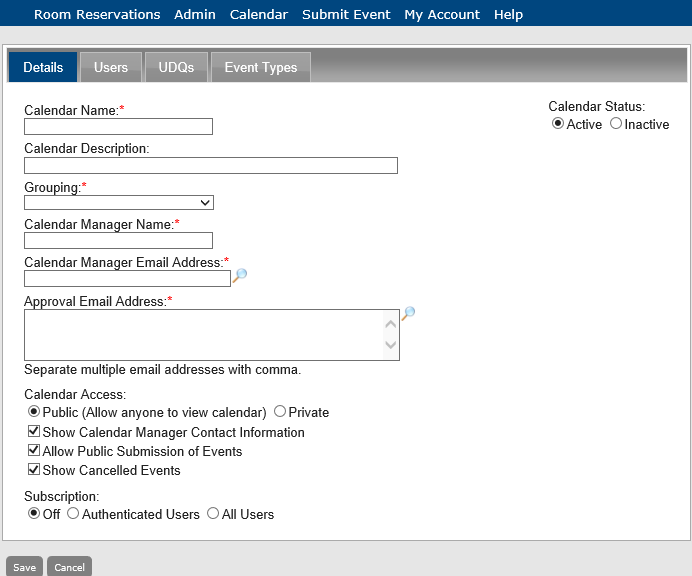 Room Reservations Admin Calendar Submit Event My Account Help
Details Users UDQs Event Types
Calendar Name:*
Calendar Status:
Active Inactive
Calendar Description:
Grouping:*
Calendar Manager Name:*
Calendar Manager Email Address:*
Approval Email Address:*
Separate multiple email addresses with comma.
Calendar Access:
Public (Allow anyone to view calendar) Private
Show Calendar Manager Contact Information
Allow Public Submission of Events
Show Cancelled Events
Subscription:
Off Authenticated Users All Users
Save Cancel